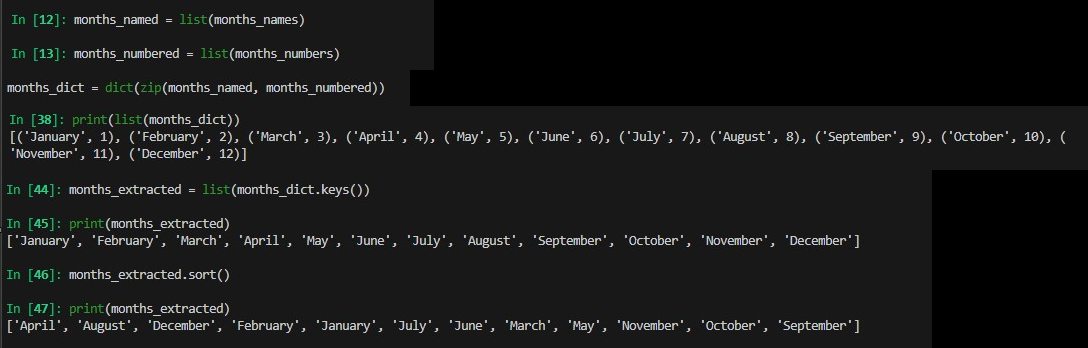 In [12]: months_named = list(months_names)
In [13]: months_numbered = list(months_numbers)
months_dict = dict(zip(months_named, months_numbered))
In [38]: print(list(months_dict))
[('January', 1), ('February', 2), ('March', 3), ('April', 4), ('May', 5), ('June', 6), ('July', 7), ('August', 8), ('September', 9), ('October', 10), (
'November', 11), ('December', 12)]
In [44]: months_extracted = list(months_dict.keys())
In [45]: print(months_extracted)
['January', 'February', 'March', 'April', 'May', 'June', 'July', 'August', 'September', 'October', 'November', 'December']
In [46]: months_extracted.sort()
In [47]: print(months_extracted)
['April', 'August', 'December', 'February', 'January', 'July', 'June', 'March', 'May', 'November', 'October', 'September']